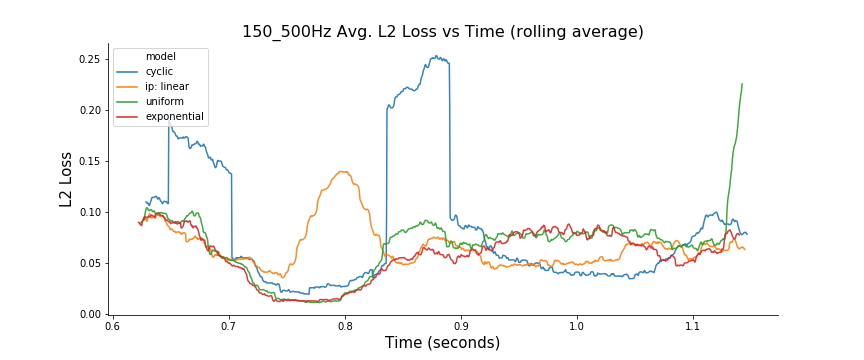 150_500Hz Avg. L2 Loss vs Time (rolling average)
model
cyclic
ip: linear
uniform
exponential
L2 Loss
0.25
0.20
0.15
0.10
0.05
0.00
0.6 0.7 0.8 0.9 1.0 1.1
Time (seconds)